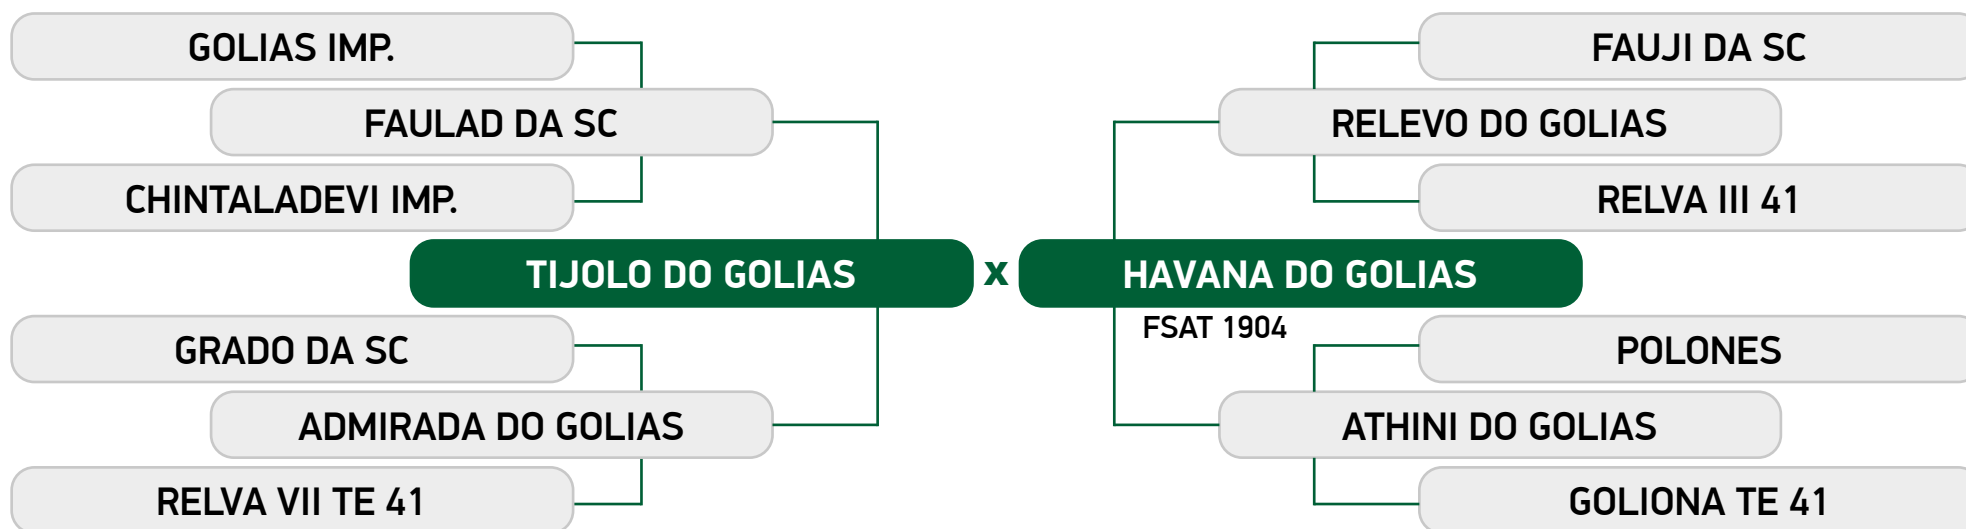 GOLIAS IMP.
FAULAD DA SC
CHINTALADEVI IMP.
TIJOLO DO GOLIAS
GRADO DA SC
ADMIRADA DO GOLIAS
RELVA VII TE 41
x
FAUJI DA SC
RELEVO DO GOLIAS
RELVA III 41
HAVANA DO GOLIAS
FSAT 1904
POLONES
ATHINI DO GOLIAS
GOLIONA TE 41